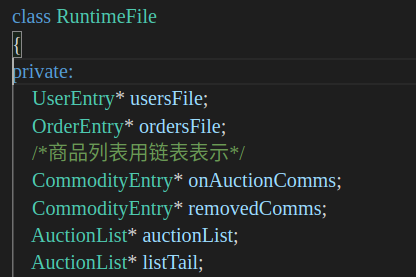 class RuntimeFile
{
private:
UserEntry* usersFile;
OrderEntry* ordersFile;
/*商品列表用链表表示*/
CommodityEntry* onAuctionComms;
CommodityEntry* removedComms;
AuctionList* auctionList;
AuctionList* listTail;